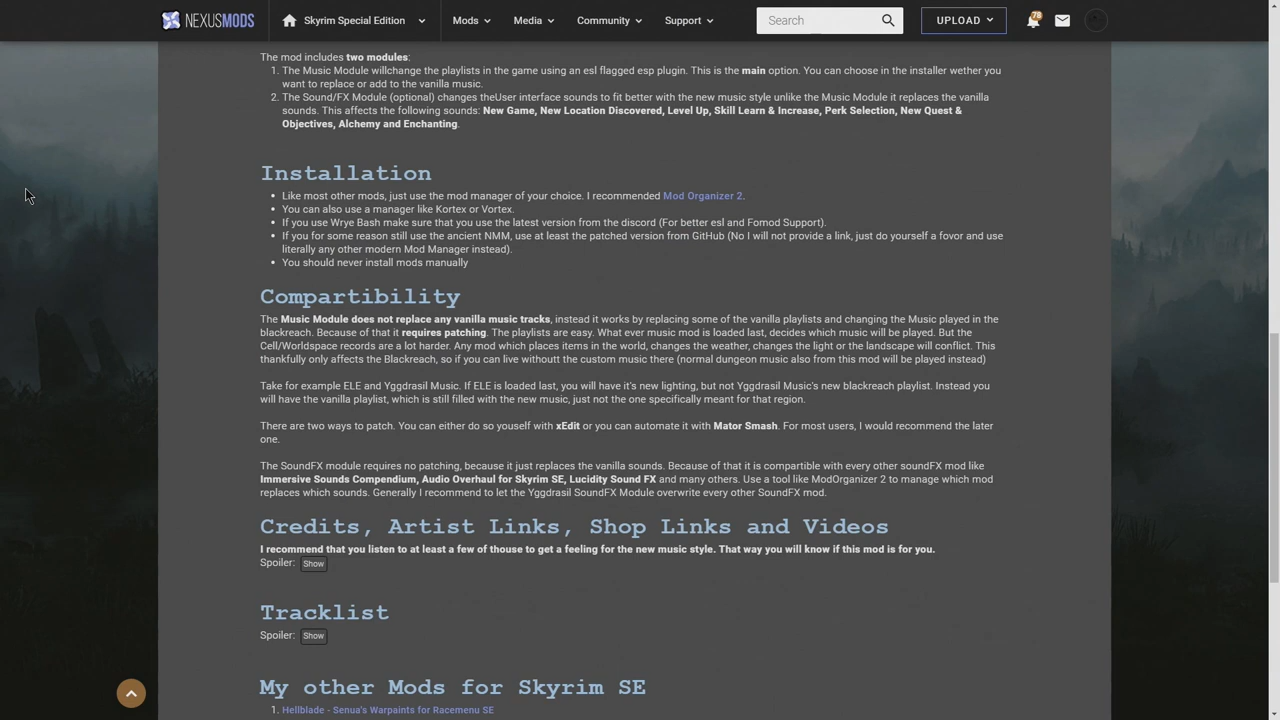 NEXUSMODS Skyrim Special Edition Mods Media Community Support Search UPLOAD 78
The mod includes two modules:
1. The Music Module willchange the playlists in the game using an esl flagged esp plugin. This is the main option. You can choose in the installer wether you
want to replace or add to the vanilla music.
2. The Sound/FX Module (optional) changes theUser interface sounds to fit better with the new music style unlike the Music Module it replaces the vanilla
sounds. This affects the following sounds: New Game, New Location Discovered, Level Up, Skill Learn & Increase, Perk Selection, New Quest &
Objectives, Alchemy and Enchanting.
Installation
• Like most other mods, just use the mod manager of your choice. I recommended Mod Organizer 2.
• You can also use a manager like Kortex or Vortex.
• If you use Wrye Bash make sure that you use the latest version from the discord (For better esl and Fomod Support).
• If you for some reason still use the ancient NMM, use at least the patched version from GitHub (No I will not provide a link, just do yourself a fovor and use
literally any other modern Mod Manager instead).
• You should never install mods manually
Compartibility
The Music Module does not replace any vanilla music tracks, instead it works by replacing some of the vanilla playlists and changing the Music played in the
blackreach. Because of that it requires patching. The playlists are easy. What ever music mod is loaded last, decides which music will be played. But the
Cell/Worldspace records are a lot harder. Any mod which places items in the world, changes the weather, changes the light or the landscape will conflict. This
thankfully only affects the Blackreach, so if you can live withoutt the custom music there (normal dungeon music also from this mod will be played instead)
Take for example ELE and Yggdrasil Music. If ELE is loaded last, you will have it's new lighting, but not Yggdrasil Music's new blackreach playlist. Instead you
will have the vanilla playlist, which is still filled with the new music, just not the one specifically meant for that region.
There are two ways to patch. You can either do so youself with xEdit or you can automate it with Mator Smash. For most users, I would recommend the later
one.
The SoundFX module requires no patching, because it just replaces the vanilla sounds. Because of that it is compartible with every other soundFX mod like
Immersive Sounds Compendium, Audio Overhaul for Skyrim SE, Lucidity Sound FX and many others. Use a tool like ModOrganizer 2 to manage which mod
replaces which sounds. Generally I recommend to let the Yggdrasil SoundFX Module overwrite every other SoundFX mod.
Credits, Artist Links, Shop Links and Videos
I recommend that you listen to at least a few of thouse to get a feeling for the new music style. That way you will know if this mod is for you.
Spoiler: Show
Tracklist
Spoiler: Show
My other Mods for Skyrim SE
1. Hellblade - Senua's Warpaints for Racemenu SE